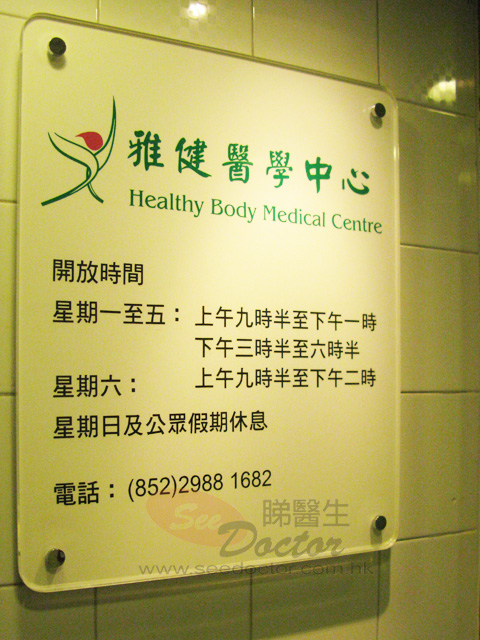 雅健醫學中心
Healthy Body Medical Centre
開放時間
星期一至五： 上午九時半至下午一時
下午三時半至六時半
星期六： 上午九時半至下午二時
星期日及公眾假期休息
電話：(852)2988 1682
See 睇醫生
Doctor
www.seedoctor.com.hk